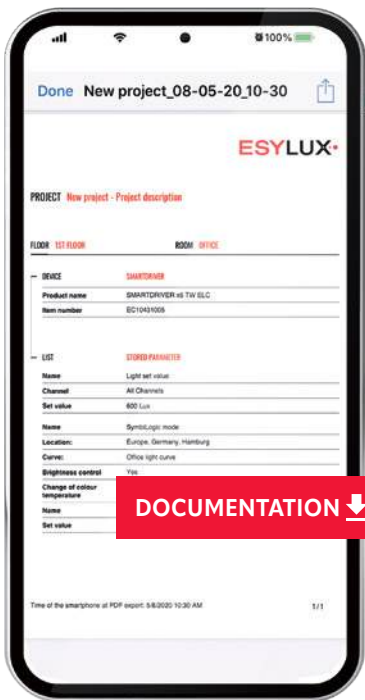 100%
Done New project_08-05-20_10-30
ESYLUX
PROJECT New project - Project description
FLOOR 1ST FLOOR ROOM OFFICE
DEVICE SMARTDRIVER
Product name SMARTDRIVER x5 TW ELC
Item number EC10431005
LIST STORED PARAMETER
Name Light set value
Channel All Channels
Set value 600 Lux
Name SymbiLogic mode
Location: Europe, Germany, Hamburg
Curve: Office light curve
Brightness control Yes
Change of colour
temperature
DOCUMENTATION
Name
Set value
Time of the smartphone at PDF export: 5/8/2020 10:30 AM 1/1